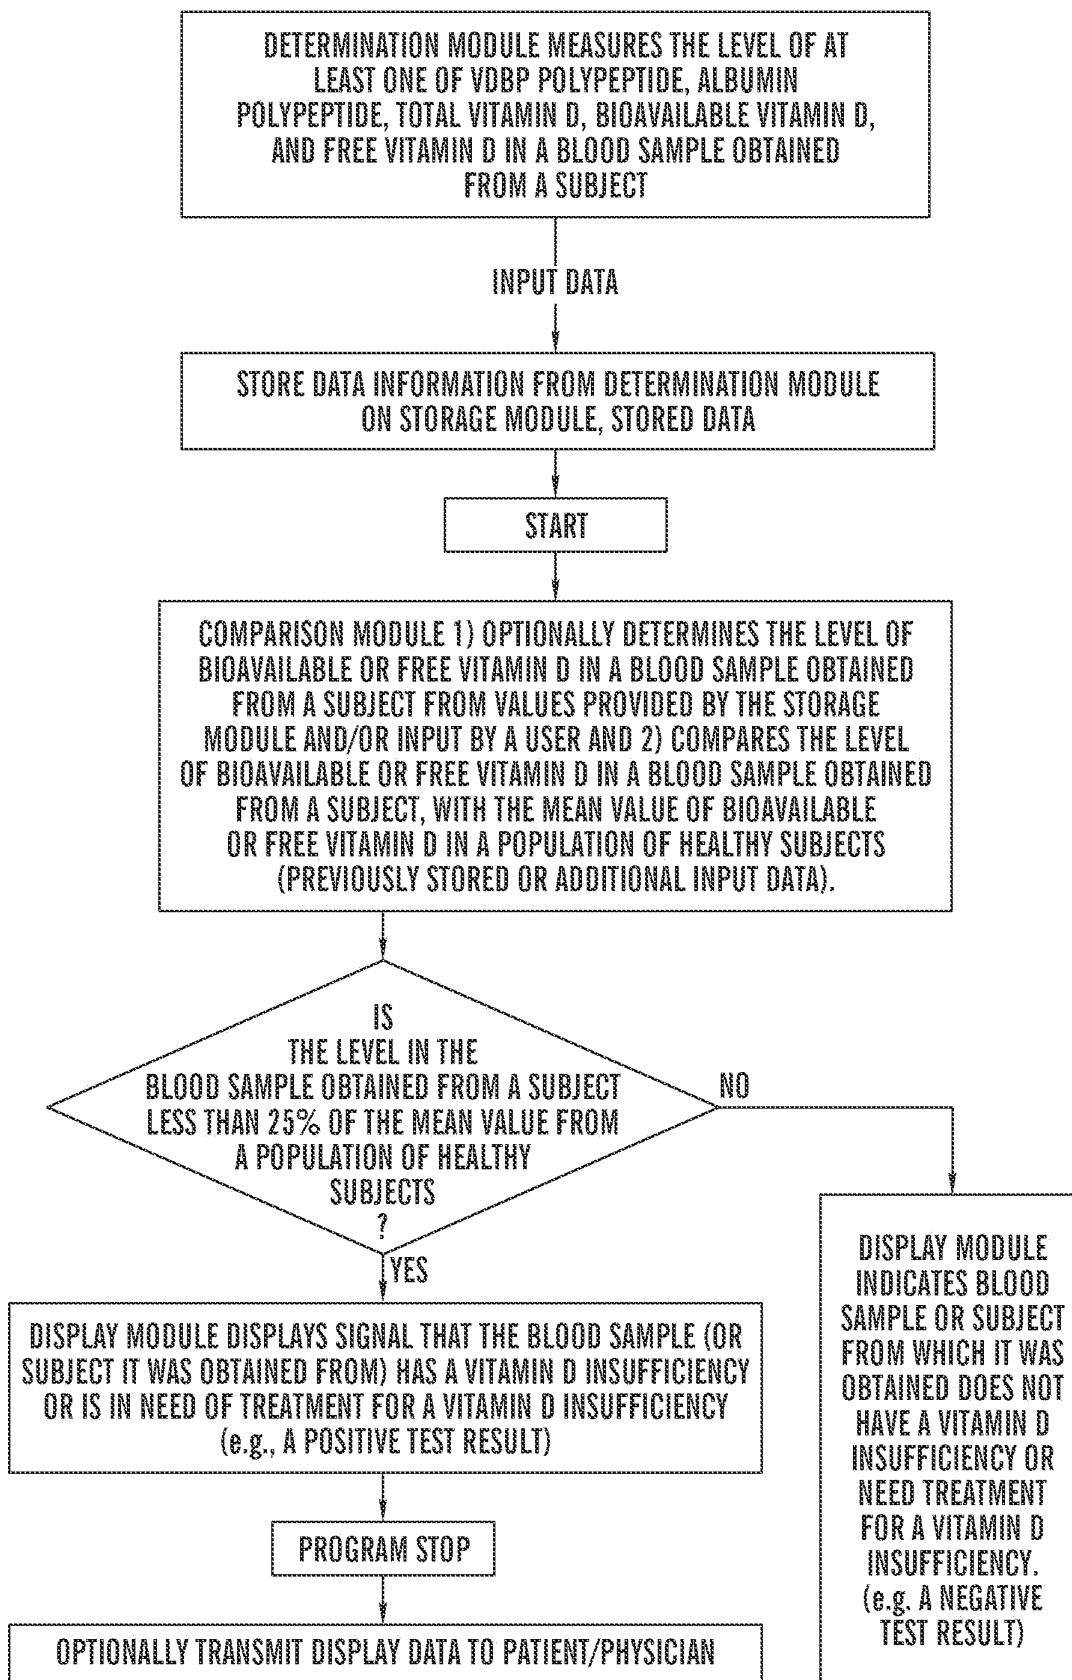 DETERMINATION MODULE MEASURES THE LEVEL OF AT
LEAST ONE OF VDBP POLYPEPTIDE, ALBUMIN
POLYPEPTIDE, TOTAL VITAMIN D, BIOAVAILABLE VITAMIN D,
AND FREE VITAMIN D IN A BLOOD SAMPLE OBTAINED
FROM A SUBJECT
INPUT DATA
STORE DATA INFORMATION FROM DETERMINATION MODULE
ON STORAGE MODULE, STORED DATA
START
COMPARISON MODULE 1) OPTIONALLY DETERMINES THE LEVEL OF
BIOAVAILABLE OR FREE VITAMIN D IN A BLOOD SAMPLE OBTAINED
FROM A SUBJECT FROM VALUES PROVIDED BY THE STORAGE
MODULE AND/OR INPUT BY A USER AND 2) COMPARES THE LEVEL
OF BIOAVAILABLE OR FREE VITAMIN D IN A BLOOD SAMPLE OBTAINED
FROM A SUBJECT, WITH THE MEAN VALUE OF BIOAVAILABLE
OR FREE VITAMIN D IN A POPULATION OF HEALTHY SUBJECTS
(PREVIOUSLY STORED OR ADDITIONAL INPUT DATA).
IS
THE LEVEL IN THE
BLOOD SAMPLE OBTAINED FROM A SUBJECT
LESS THAN 25% OF THE MEAN VALUE FROM
A POPULATION OF HEALTHY
SUBJECTS
?
NO
YES
DISPLAY MODULE DISPLAYS SIGNAL THAT THE BLOOD SAMPLE (OR
SUBJECT IT WAS OBTAINED FROM) HAS A VITAMIN D INSUFFICIENCY
OR IS IN NEED OF TREATMENT FOR A VITAMIN D INSUFFICIENCY
(e.g., A POSITIVE TEST RESULT)
PROGRAM STOP
OPTIONALLY TRANSMIT DISPLAY DATA TO PATIENT/PHYSICIAN
DISPLAY MODULE
INDICATES BLOOD
SAMPLE OR SUBJECT
FROM WHICH IT WAS
OBTAINED DOES NOT
HAVE A VITAMIN D
INSUFFICIENCY OR
NEED TREATMENT
FOR A VITAMIN D
INSUFFICIENCY.
(e.g. A NEGATIVE
TEST RESULT)